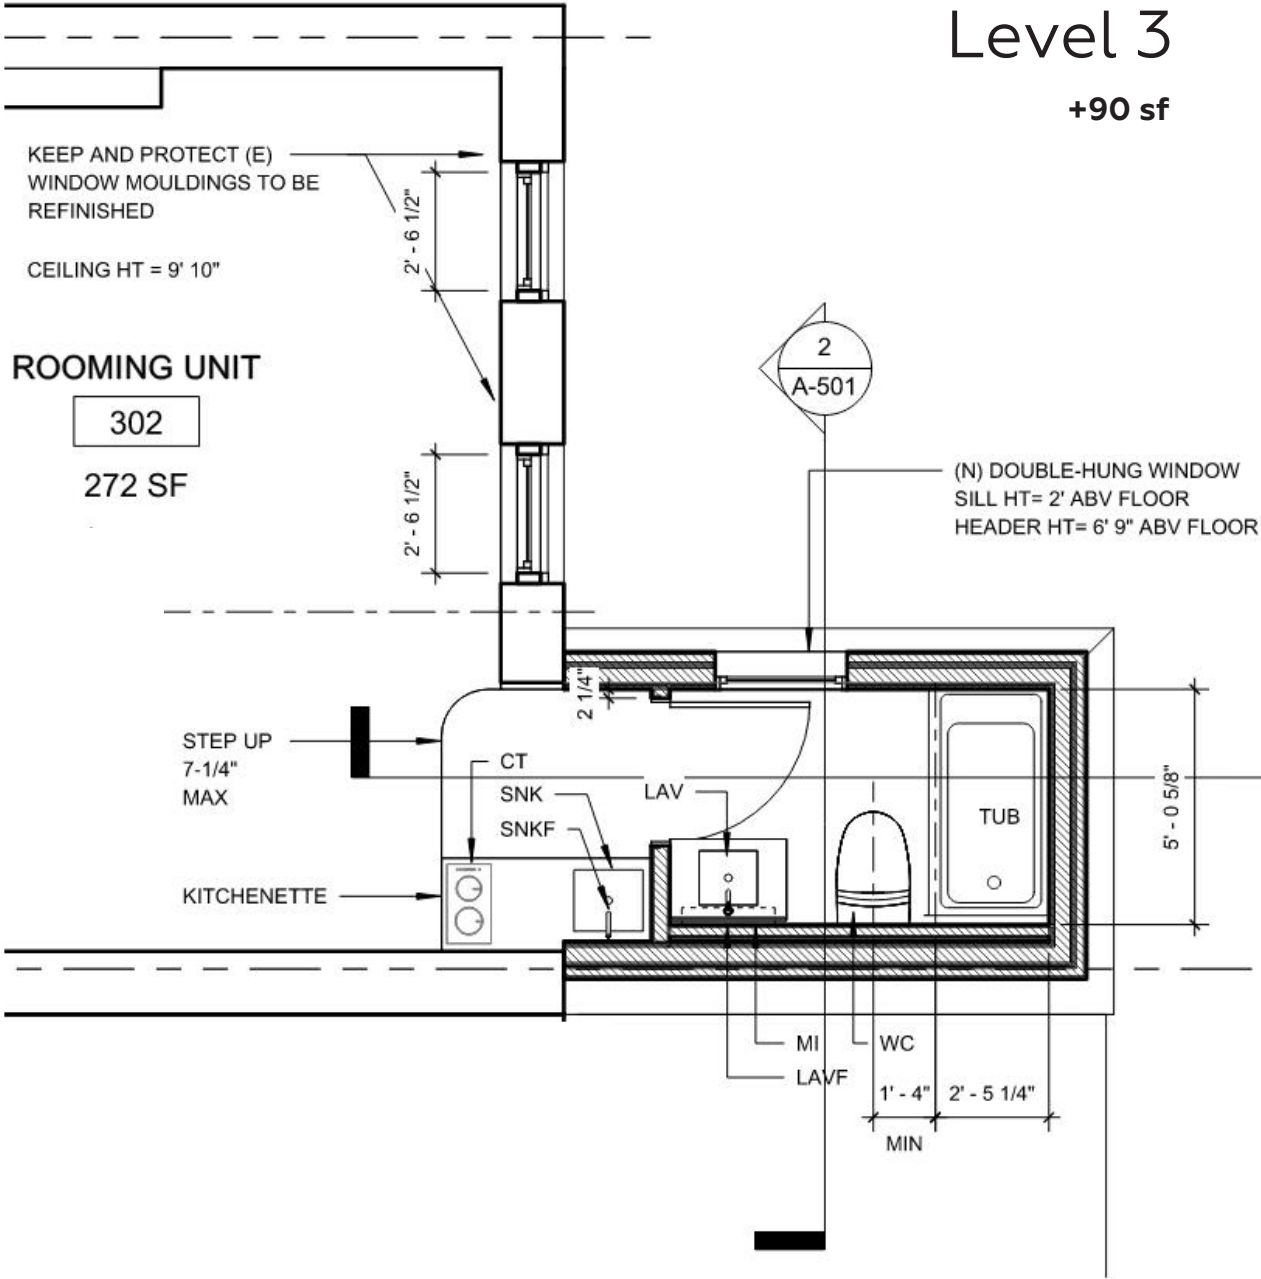 Level 3
+90 sf
KEEP AND PROTECT (E)
WINDOW MOULDINGS TO BE
REFINISHED
CEILING HT = 9' 10"
2' - 6 1/2"
ROOMING UNIT
302
272 SF
2
A-501
2' - 6 1/2"
(N) DOUBLE-HUNG WINDOW
SILL HT= 2' ABV FLOOR
HEADER HT= 6' 9" ABV FLOOR
2 1/4"
STEP UP
7-1/4"
MAX
CT
SNK
SNKF
LAV
TUB
5' - 0 5/8"
KITCHENETTE
MI
WC
LAVF
1' - 4"
2' - 5 1/4"
MIN